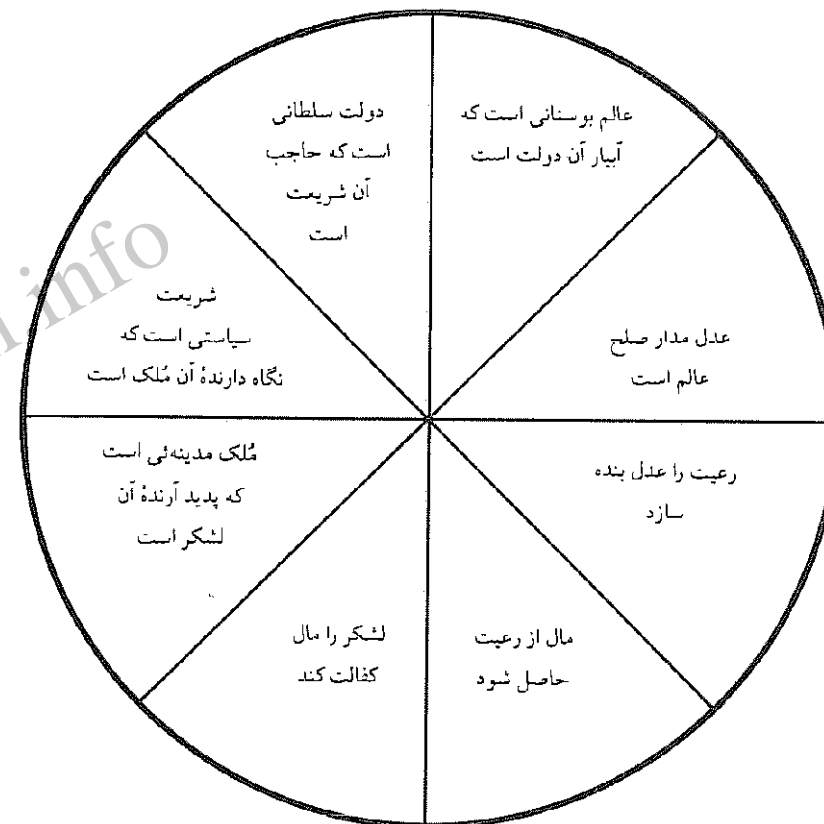 عالم بوستانی است که
آبیار آن دولت است
دولت سلطانی
است که حاجب
آن شریعت
است
شریعت
سیاستی است که
نگاه دارندهٔ آن مُلک است
مُلک مدینه‌ئی است
که پدید آرندهٔ آن
لشکر است
لشکر را مال
کفالت کند
مال از رعیت
حاصل شود
رعیت را عدل بنده
سازد
عدل مدار صلح
عالم است
.info